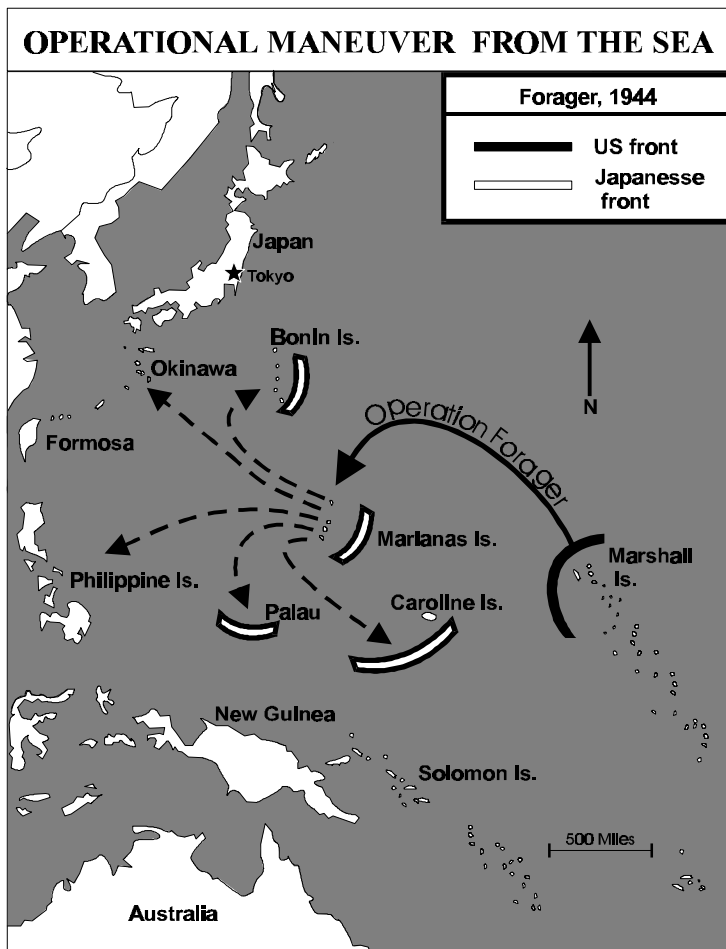 OPERATIONAL MANEUVER FROM THE SEA
Forager, 1944
US front
Japanesse
front
Japan
Tokyo
Bonin Is.
Okinawa
N
Operation Forager
Formosa
Marianas Is.
Marshall
Is.
Philippine Is.
Palau
Caroline Is.
New Guinea
Solomon Is.
500 Miles
Australia